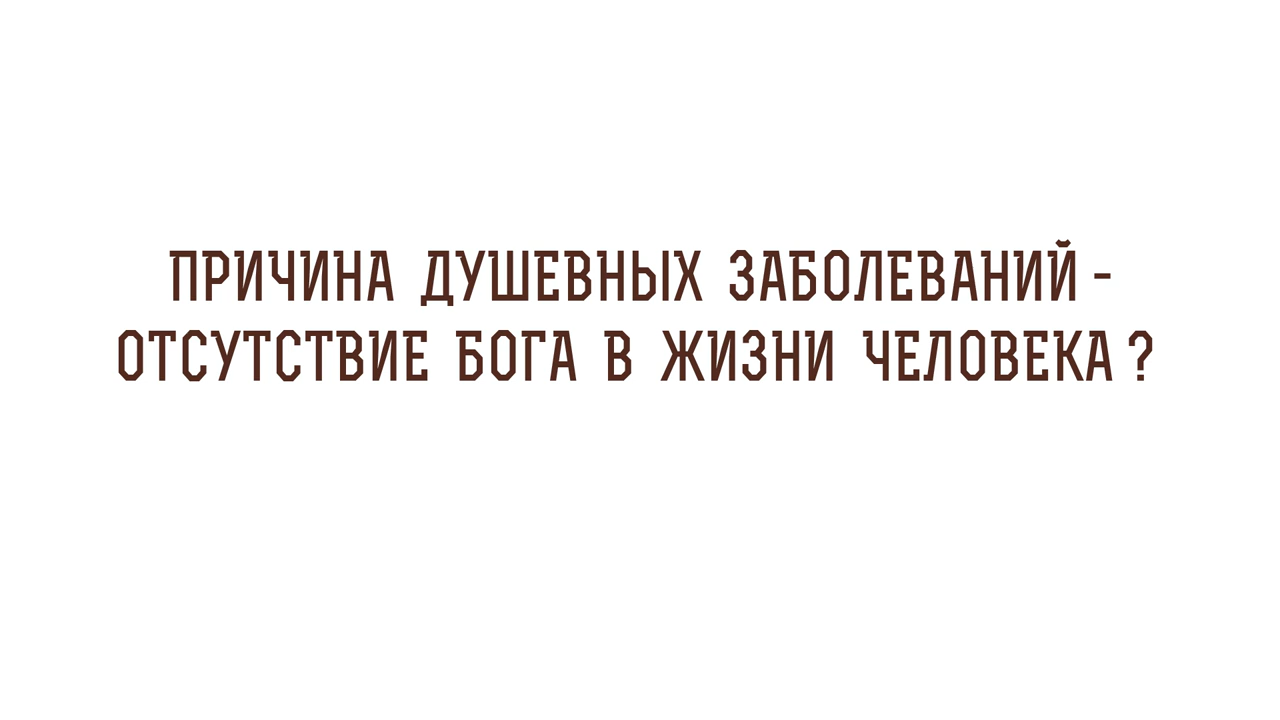 ПРИЧИНА ДУШЕВНЫХ ЗАБОЛЕВАНИЙ -
ОТСУТСТВИЕ БОГА В ЖИЗНИ ЧЕЛОВЕКА ?